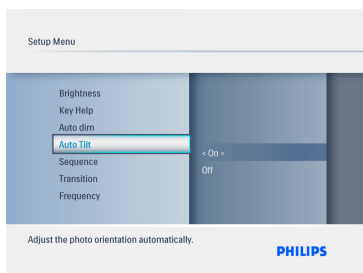 Setup Menu
Brightness
Key Help
Auto dim
Auto Tilt
Sequence
Transition
Frequency
< On >
Off
Adjust the photo orientation automatically.
PHILIPS